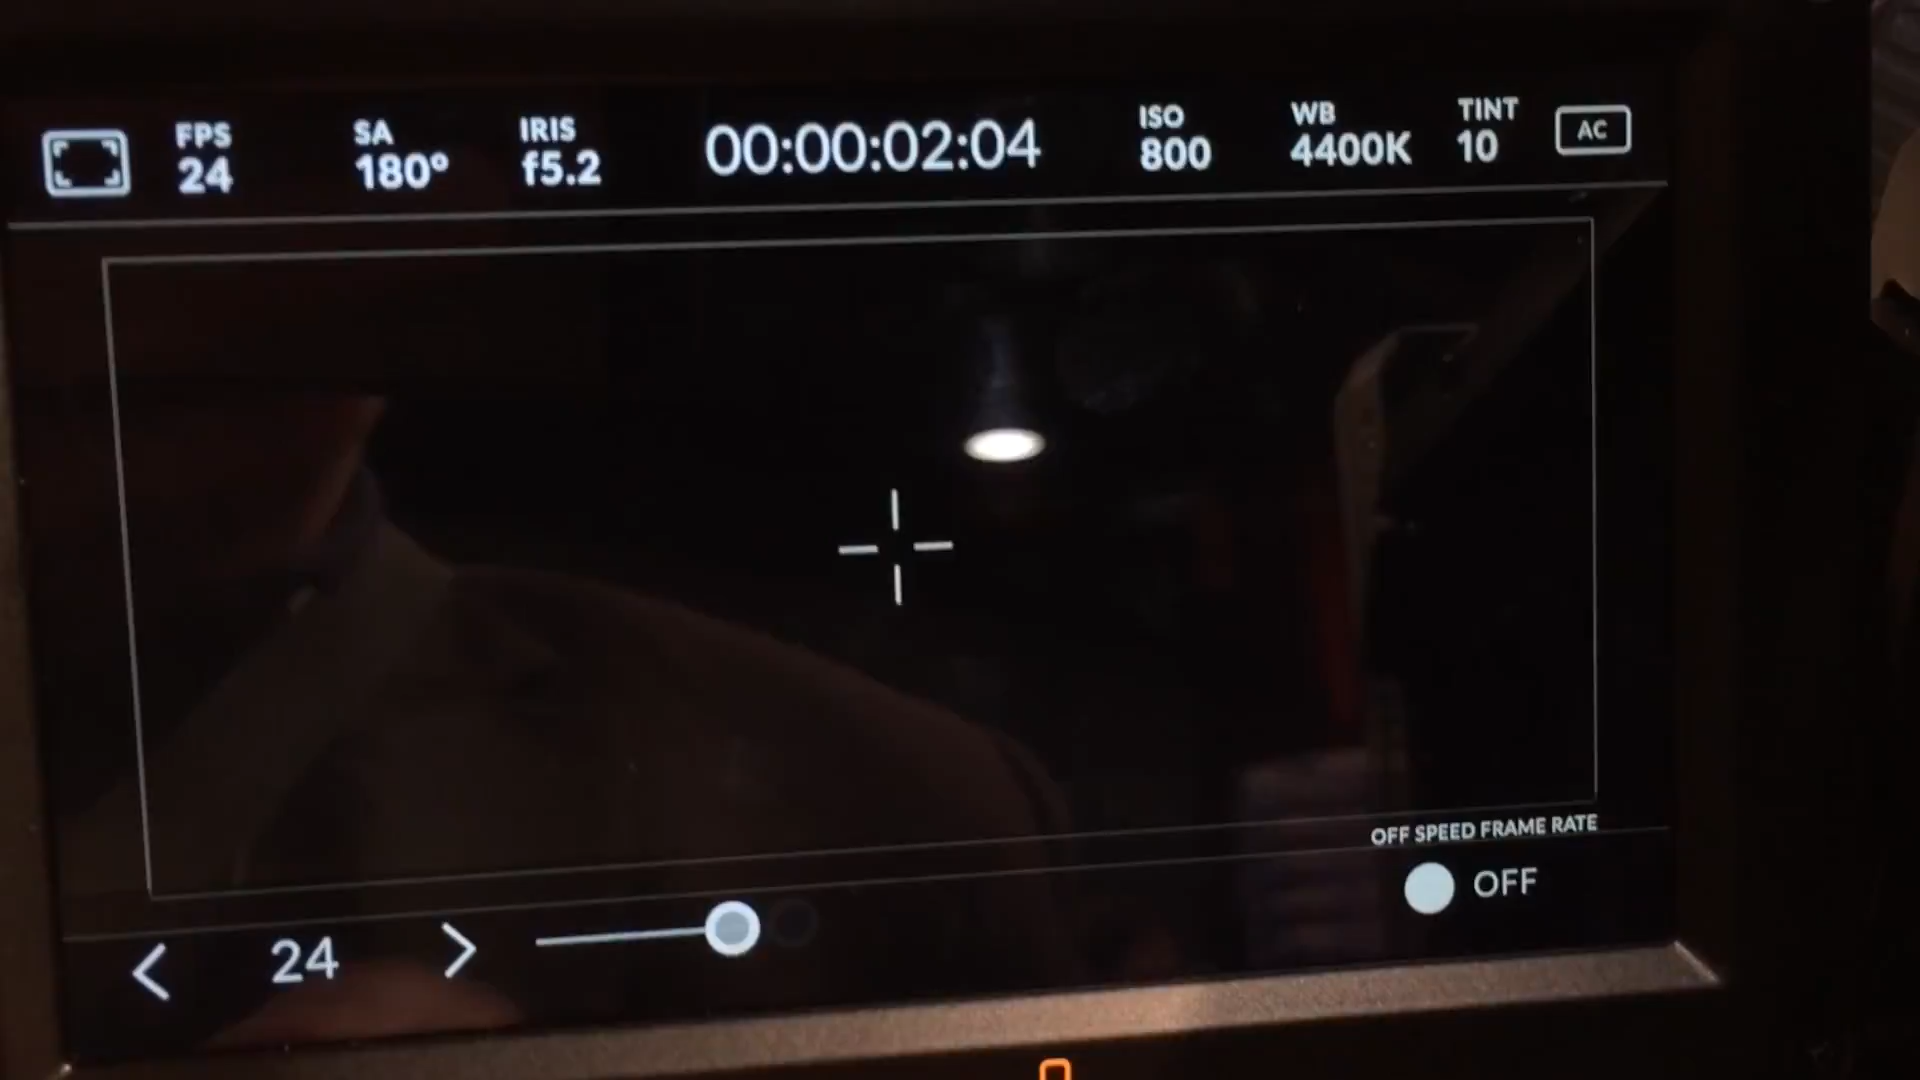 FPS SA IRIS ISO WB TINT
24 180° f5.2 00:00:02:04 800 4400K 10 AC
OFF SPEED FRAME RATE
24 OFF